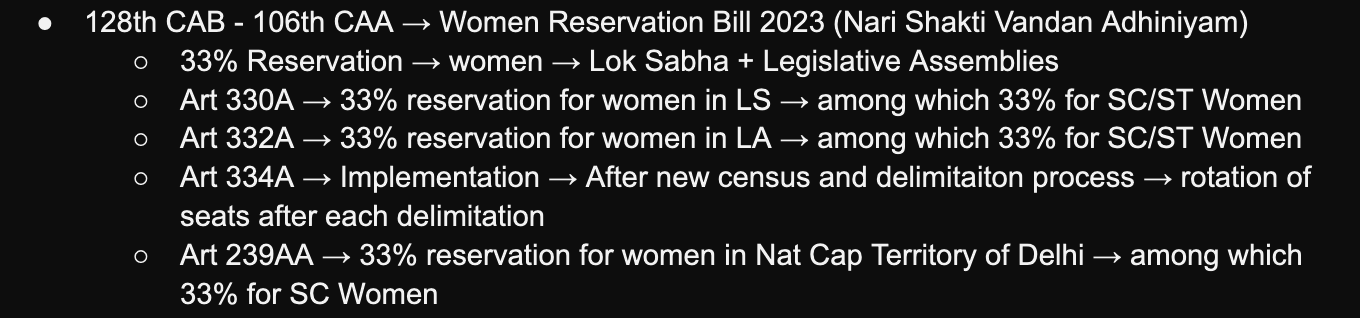 ● 128th CAB - 106th CAA → Women Reservation Bill 2023 (Nari Shakti Vandan Adhiniyam)
○ 33% Reservation → women → Lok Sabha + Legislative Assemblies
○ Art 330A → 33% reservation for women in LS → among which 33% for SC/ST Women
○ Art 332A → 33% reservation for women in LA → among which 33% for SC/ST Women
○ Art 334A → Implementation → After new census and delimitaiton process → rotation of
seats after each delimitation
○ Art 239AA → 33% reservation for women in Nat Cap Territory of Delhi → among which
33% for SC Women